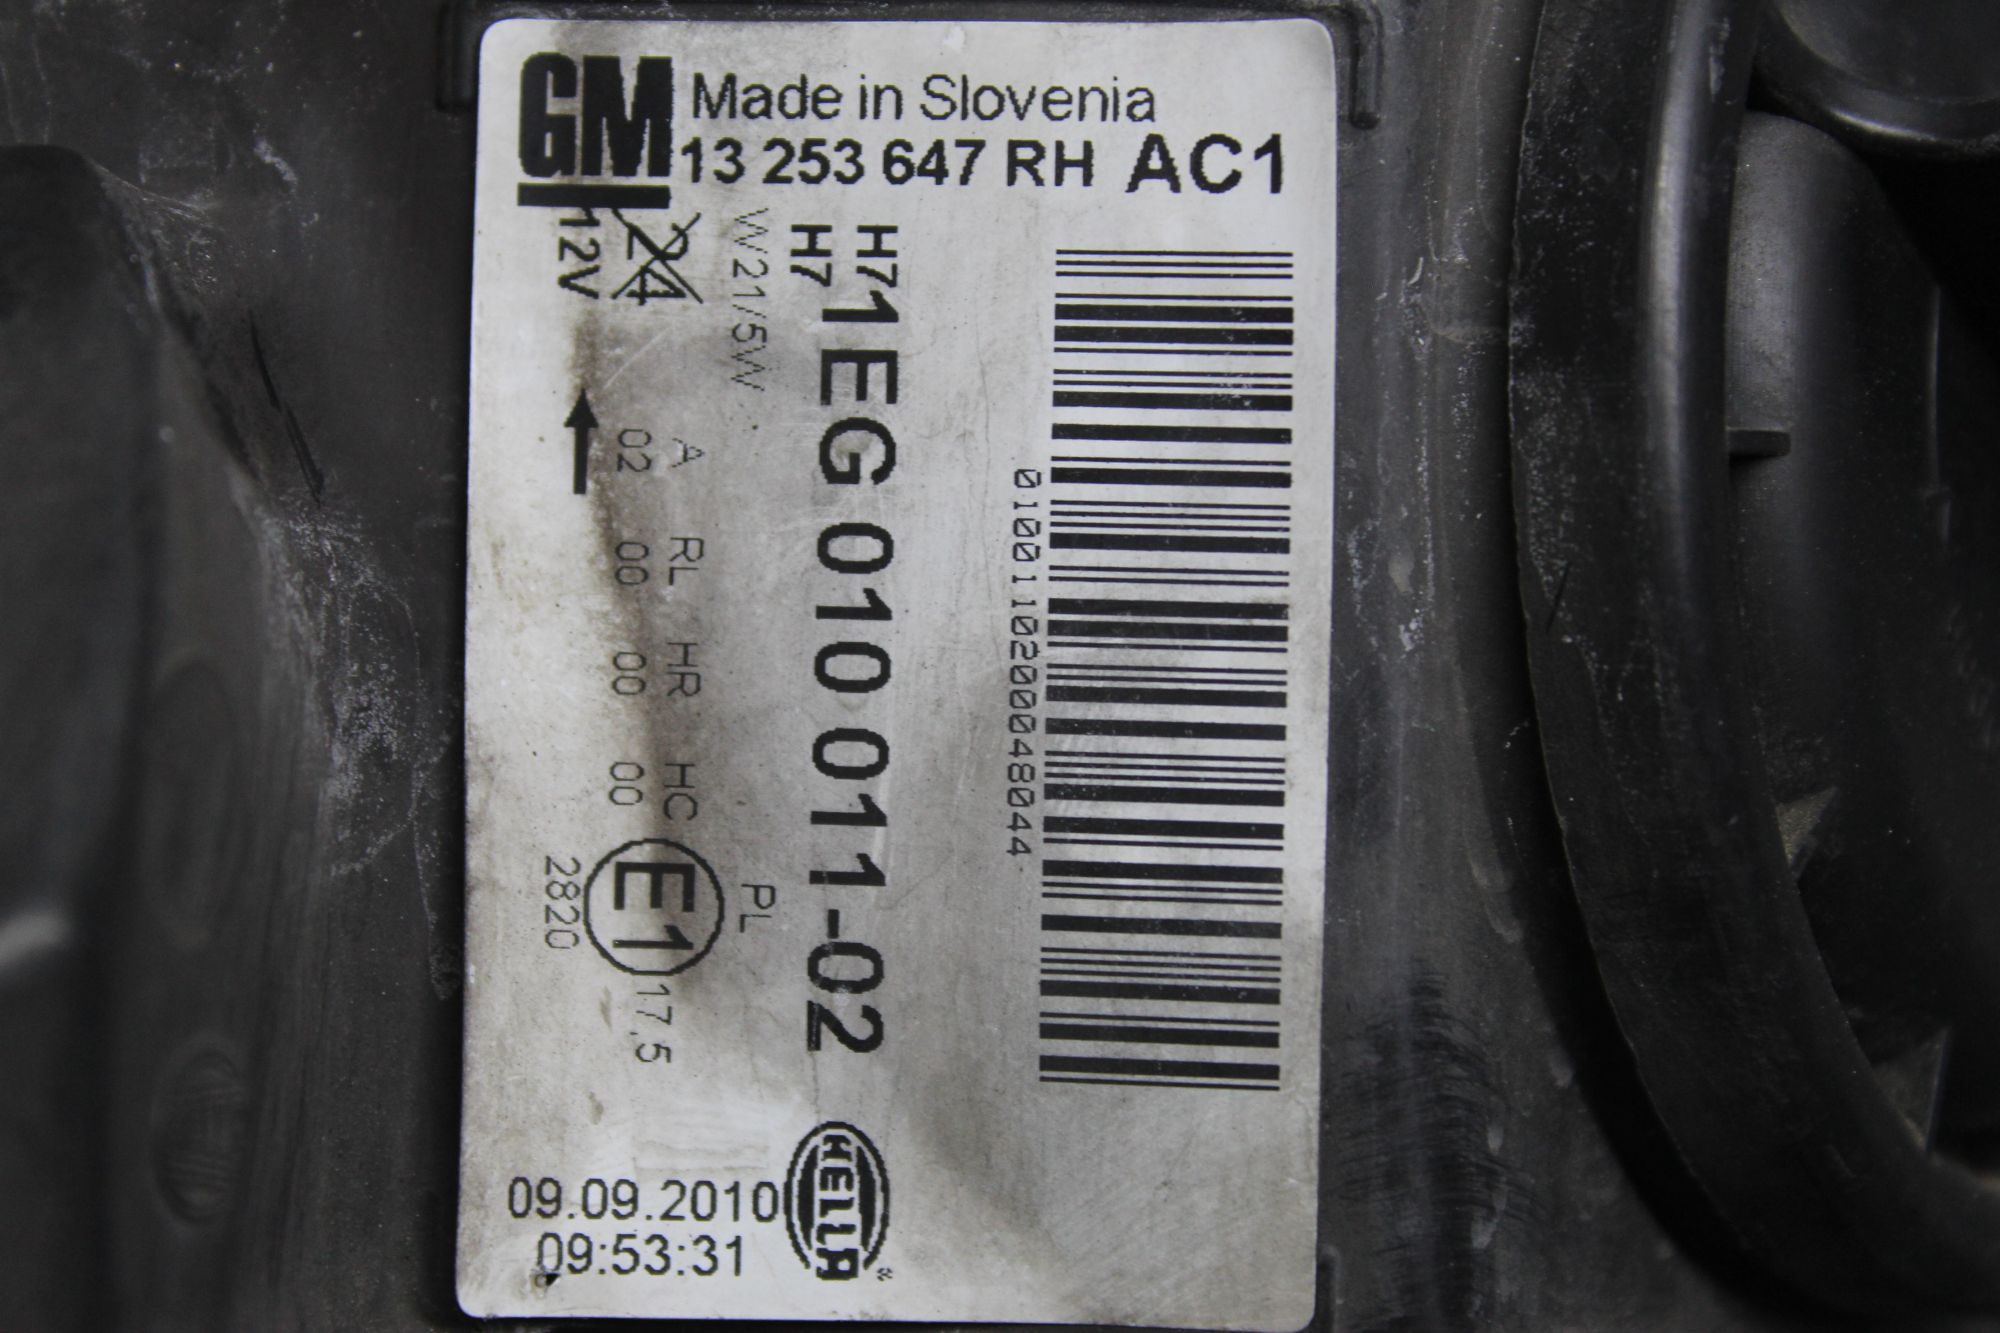 GM Made in Slovenia
13 253 647 RH AC1
H7
H7
1EG 010 011-02
W21/5W
24
12V
A RL HR HC
02 00 00 00
E1
17.5
2820
PL
0100110200048044
HELLA
09.09.2010
09:53:31